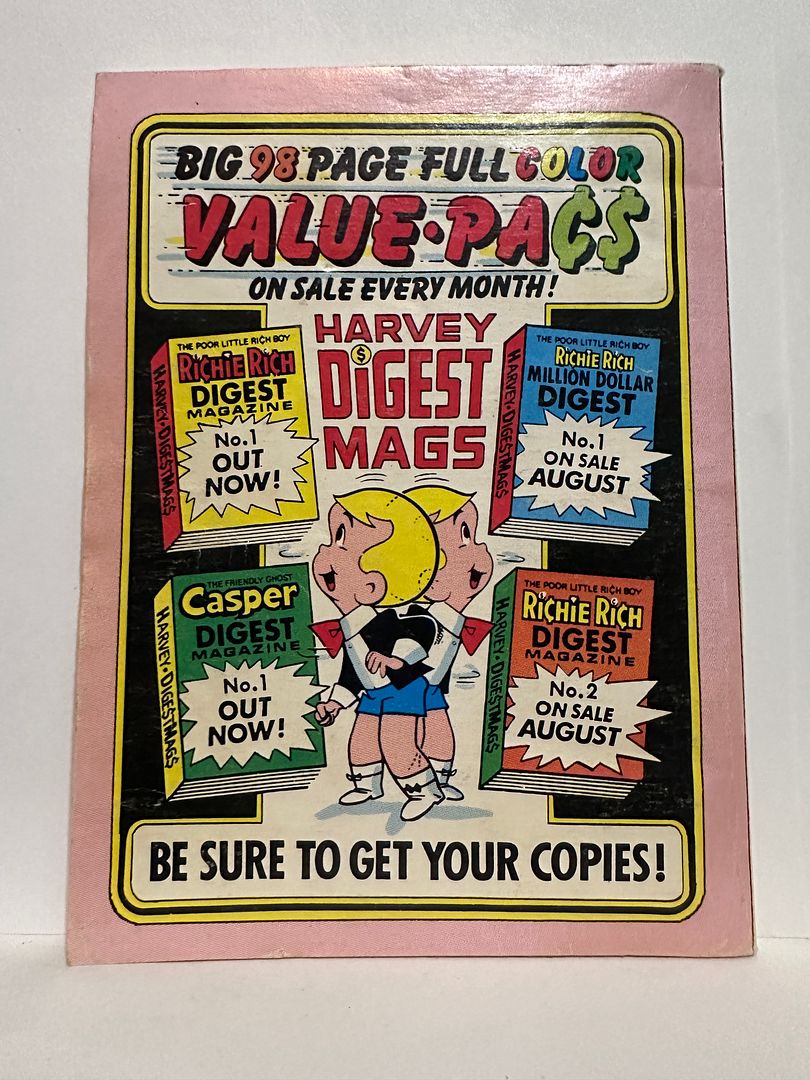 BIG 98 PAGE FULL COLOR
VALUE•PA¢$
ON SALE EVERY MONTH!
HARVEY
DiGEST
MAGS
$
THE POOR LITTLE RICH BOY
RiCHiE RiCH
DIGEST
MAGAZINE
No.1
OUT
NOW!
HARVEY•DIGESTMAGS
THE POOR LITTLE RICH BOY
RiCHiE RiCH
MILLION DOLLAR
DIGEST
No.1
ON SALE
AUGUST
HARVEY•DIGESTMAGS
THE FRIENDLY GHOST
Casper
DIGEST
MAGAZINE
No.1
OUT
NOW!
HARVEY•DIGESTMAGS
THE POOR LITTLE RICH BOY
RiCHiE RiCH
DIGEST
MAGAZINE
No.2
ON SALE
AUGUST
HARVEY•DIGESTMAGS
BE SURE TO GET YOUR COPIES!